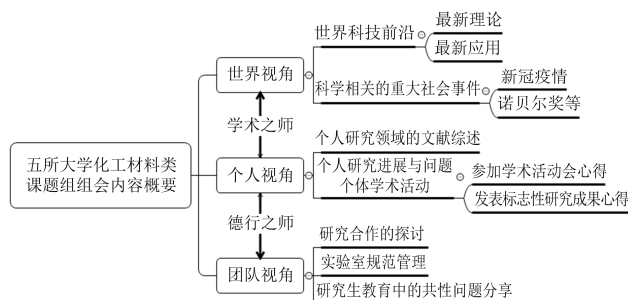 五所大学化工材料类
课题组组会内容概要
世界视角
世界科技前沿
最新理论
最新应用
科学相关的重大社会事件
新冠疫情
诺贝尔奖等
学术之师
个人视角
个人研究领域的文献综述
个人研究进展与问题
个体学术活动
参加学术活动会心得
发表标志性研究成果心得
德行之师
团队视角
研究合作的探讨
实验室规范管理
研究生教育中的共性问题分享